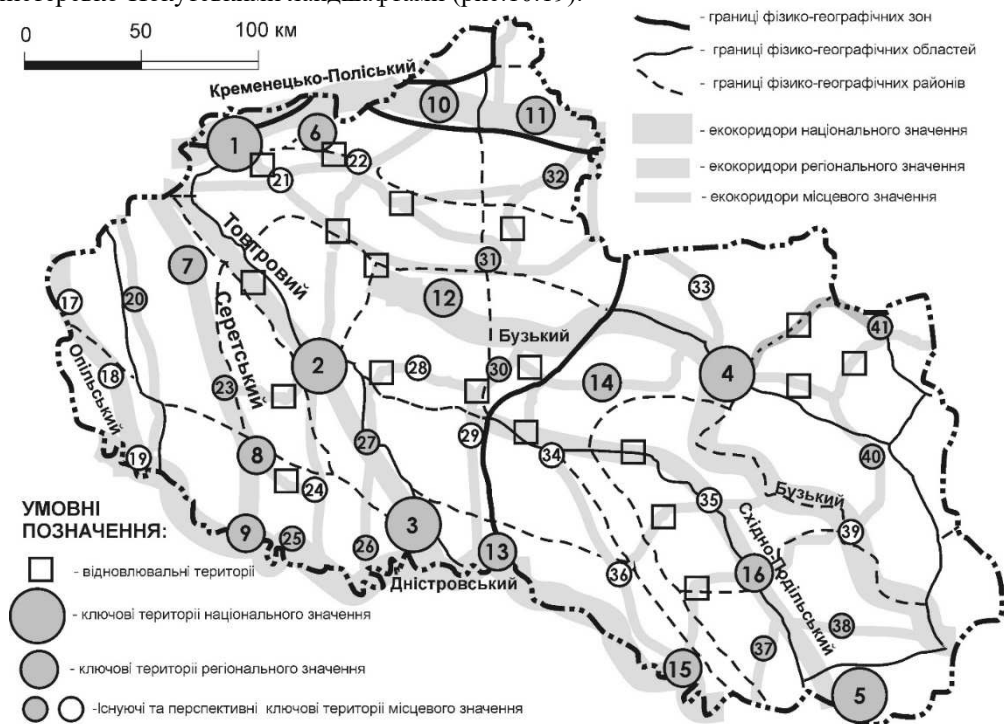 ландшафтами (рис.10.19).
0 50 100 км
- границі фізико-географічних зон
- границі фізико-географічних областей
- границі фізико-географічних районів
- екокоридори національного значення
- екокоридори регіонального значення
- екокоридори місцевого значення
Кременецько-Поліський
10
11
1
6
22
21
32
Товтровий
7
31
33
17
20
12
41
Серетський
І Бузький
Опільський
2
28
30
14
4
18
23
27
29
34
40
8
19
24
35
Бузький
39
УМОВНІ
ПОЗНАЧЕННЯ:
3
9
25
26
13
Дністровський
36
16
Східно-Подільський
38
37
15
5
- відновлювальні території
- ключові території національного значення
- ключові території регіонального значення
-Існуючі та перспективні ключові території місцевого значення